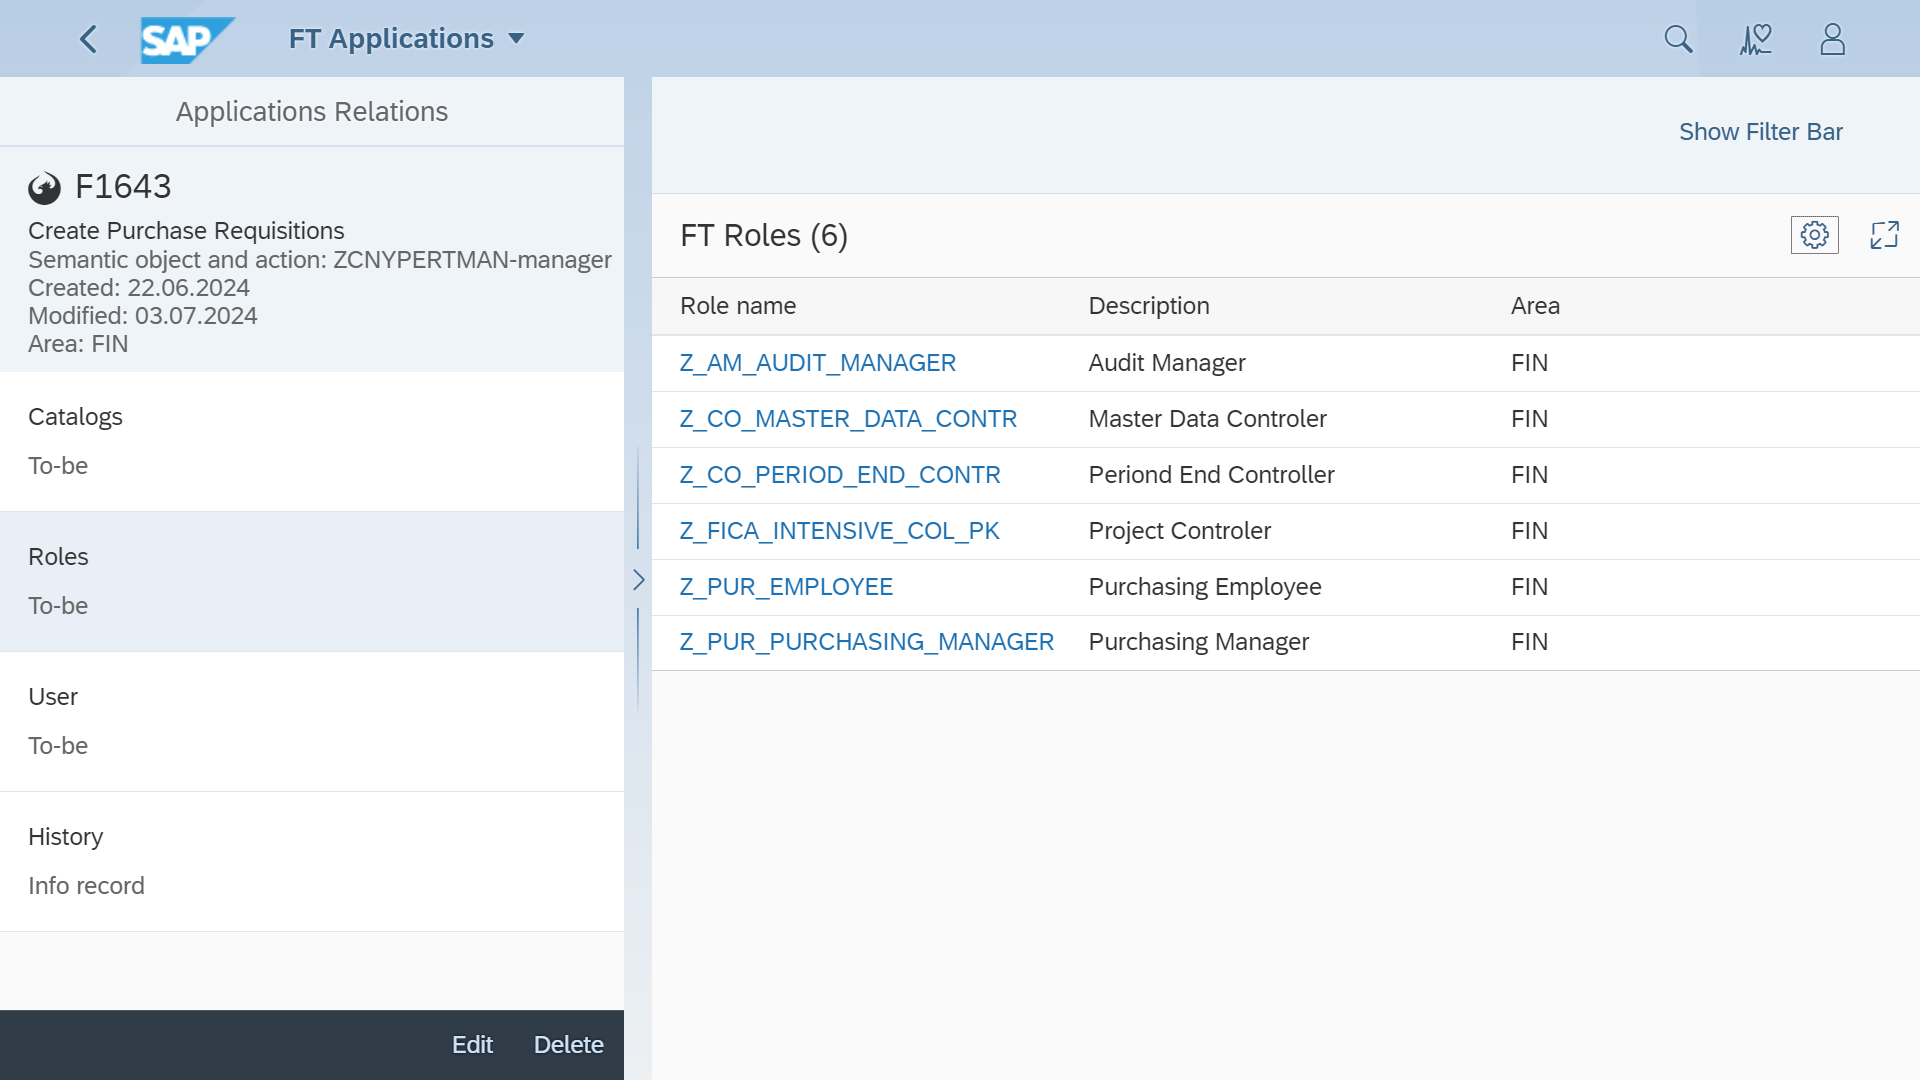 SAP
FT Applications
Applications Relations
F1643
Create Purchase Requisitions
Semantic object and action: ZCNYPERTMAN-manager
Created: 22.06.2024
Modified: 03.07.2024
Area: FIN
Catalogs
To-be
Roles
To-be
User
To-be
History
Info record
Edit Delete
Show Filter Bar
FT Roles (6)
Role name Description Area
Z_AM_AUDIT_MANAGER Audit Manager FIN
Z_CO_MASTER_DATA_CONTR Master Data Controler FIN
Z_CO_PERIOD_END_CONTR Periond End Controller FIN
Z_FICA_INTENSIVE_COL_PK Project Controler FIN
Z_PUR_EMPLOYEE Purchasing Employee FIN
Z_PUR_PURCHASING_MANAGER Purchasing Manager FIN